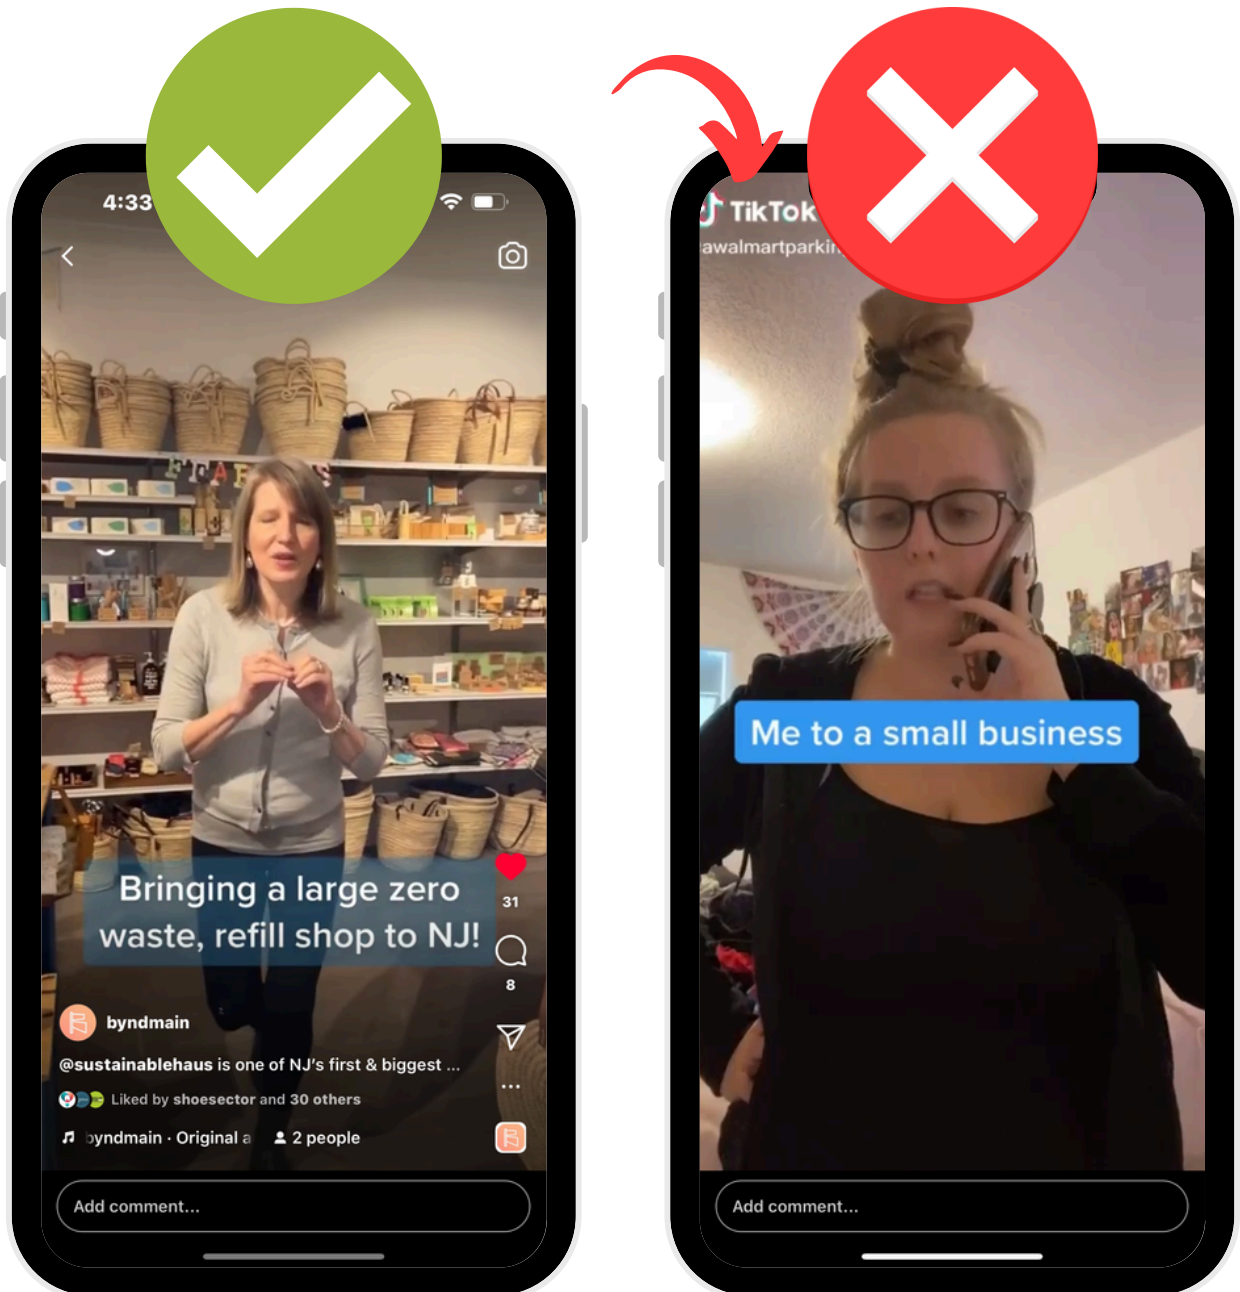 4:33
Bringing a large zero
waste, refill shop to NJ!
31
8
byndmain
@sustainablehaus is one of NJ's first & biggest ...
Liked by shoesector and 30 others
byndmain · Original a
2 people
Add comment...
TikTok
awalmartparkin
Me to a small business
Add comment...